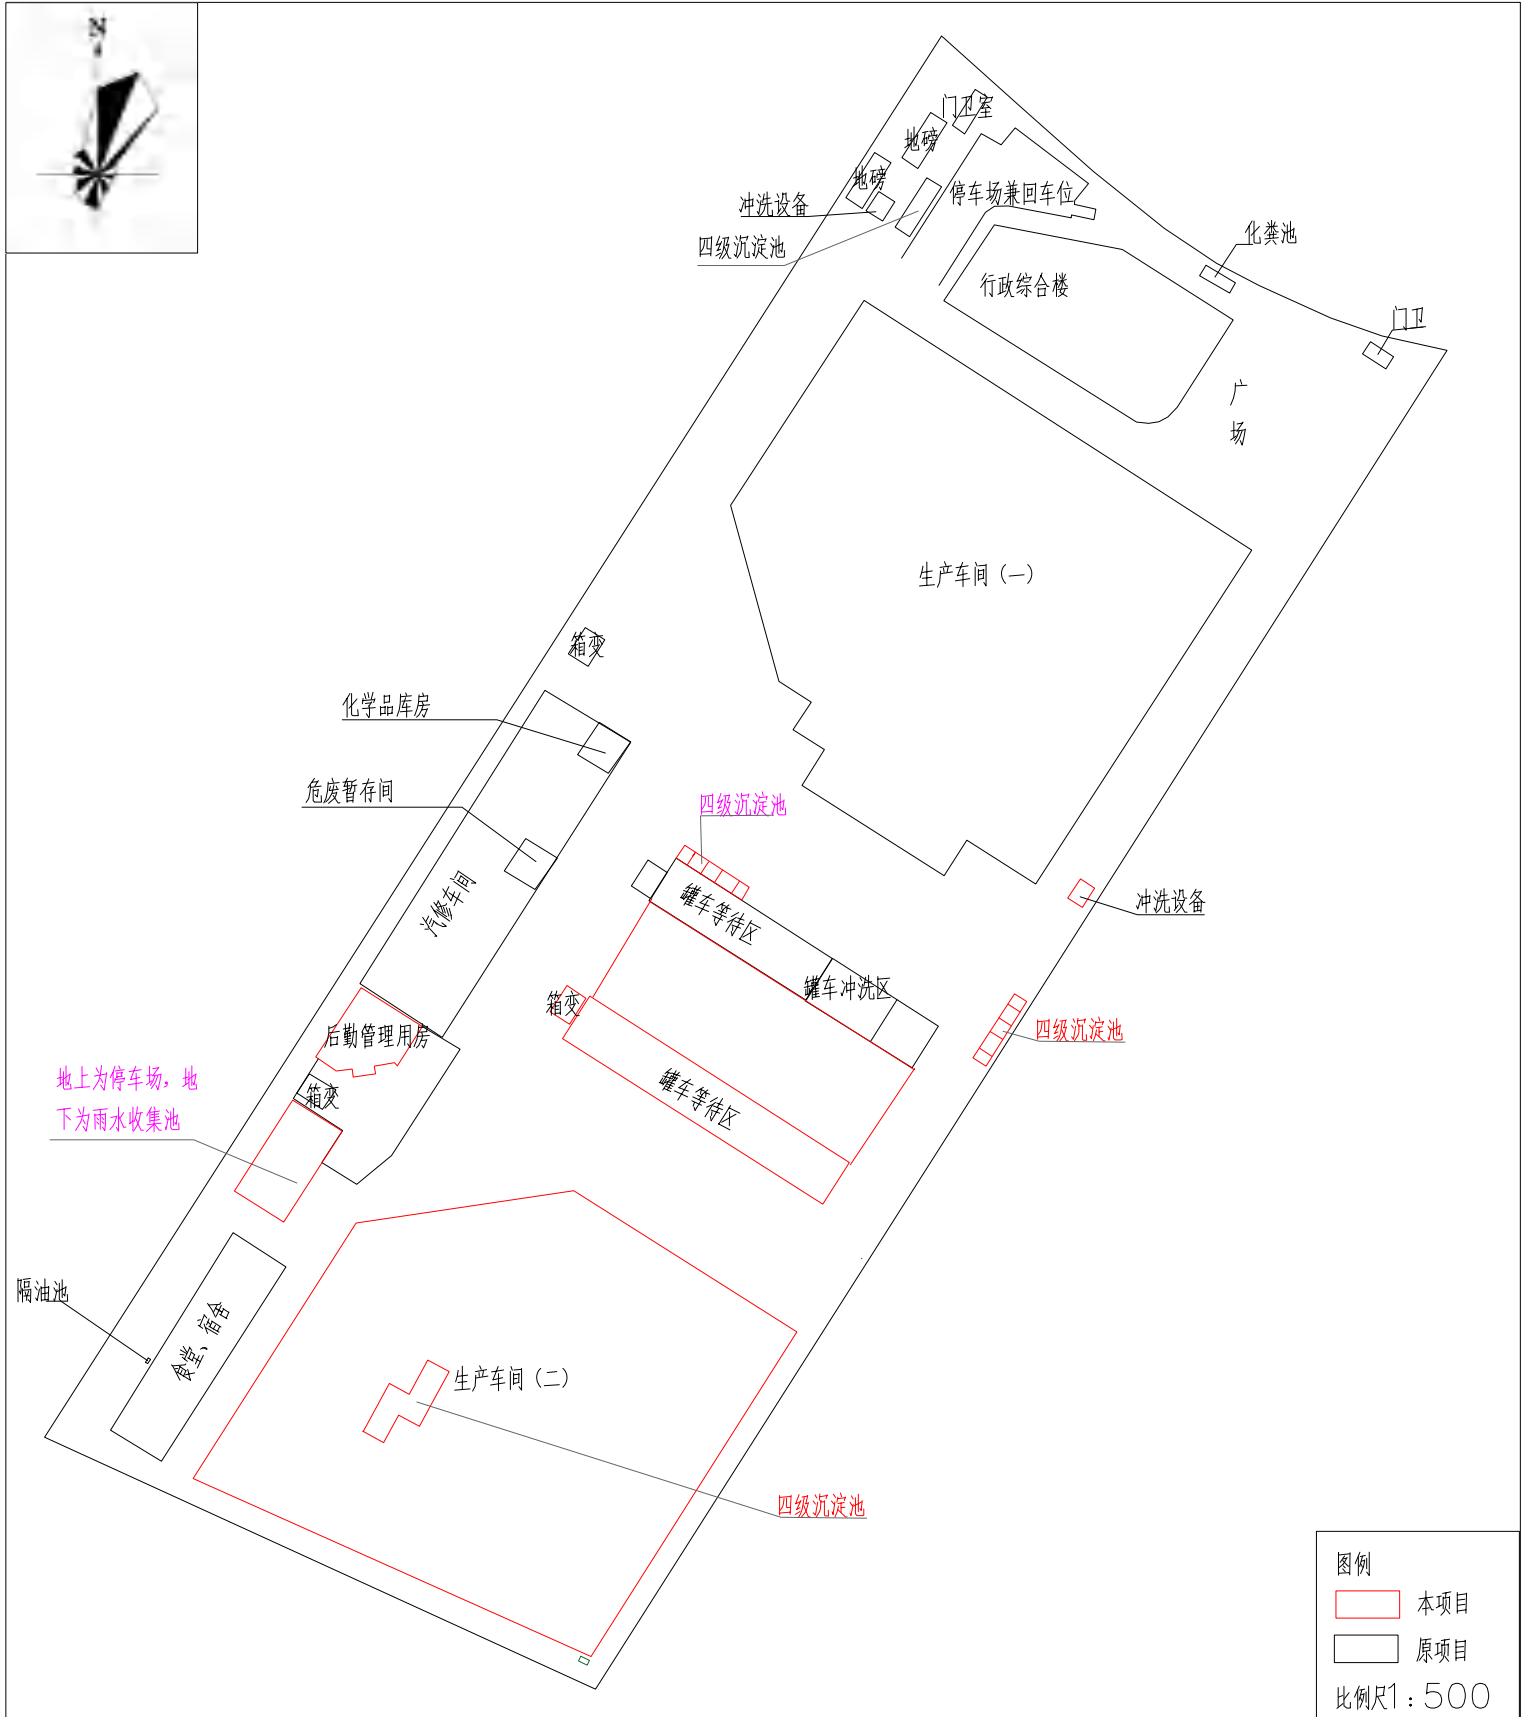 N
门卫室
地磅
地磅
停车场兼回车位
冲洗设备
四级沉淀池
化粪池
行政综合楼
门卫
广
场
生产车间（一）
箱变
化学品库房
危废暂存间
四级沉淀池
汽修车间
罐车等待区
冲洗设备
罐车冲洗区
箱变
四级沉淀池
后勤管理用房
地上为停车场，地
下为雨水收集池
箱变
罐车等待区
隔油池
食堂、宿舍
生产车间（二）
四级沉淀池
图例
本项目
原项目
比例尺1：500